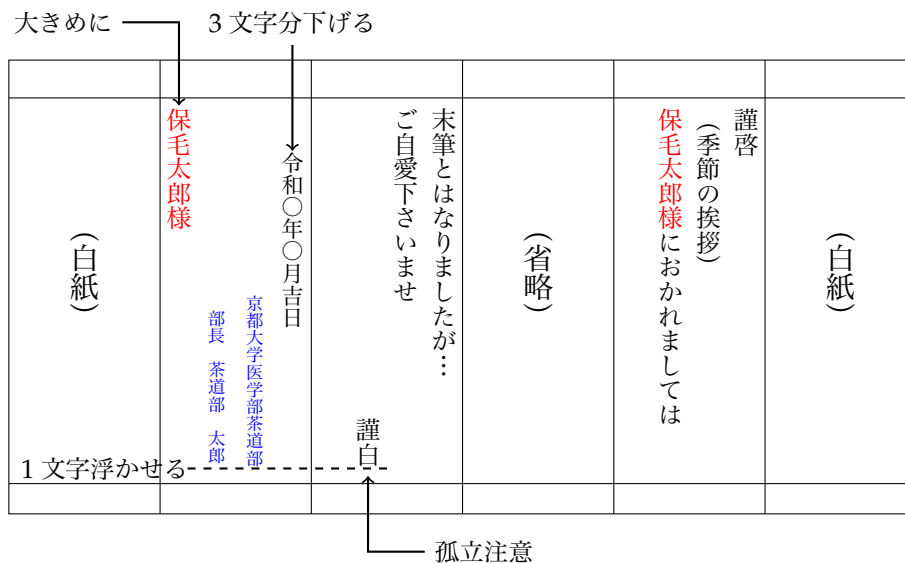 大きめに
3文字分下げる
(白紙)
謹啓
(季節の挨拶)
保毛太郎様におかれましては
(省略)
末筆とはなりましたが…
ご自愛下さいませ
謹白
令和〇年〇月吉日
京都大学医学部茶道部
部長 茶道部 太郎
保毛太郎様
(白紙)
1文字浮かせる
孤立注意